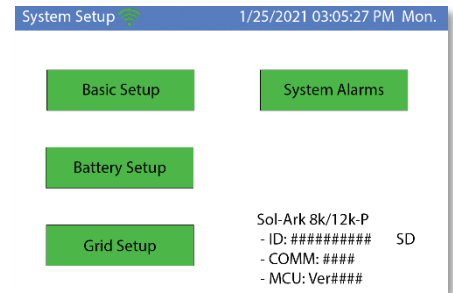 System Setup 1/25/2021 03:05:27 PM Mon.
Basic Setup
System Alarms
Battery Setup
Grid Setup
Sol-Ark 8k/12k-P
- ID: ########## SD
- COMM: ####
- MCU: Ver####